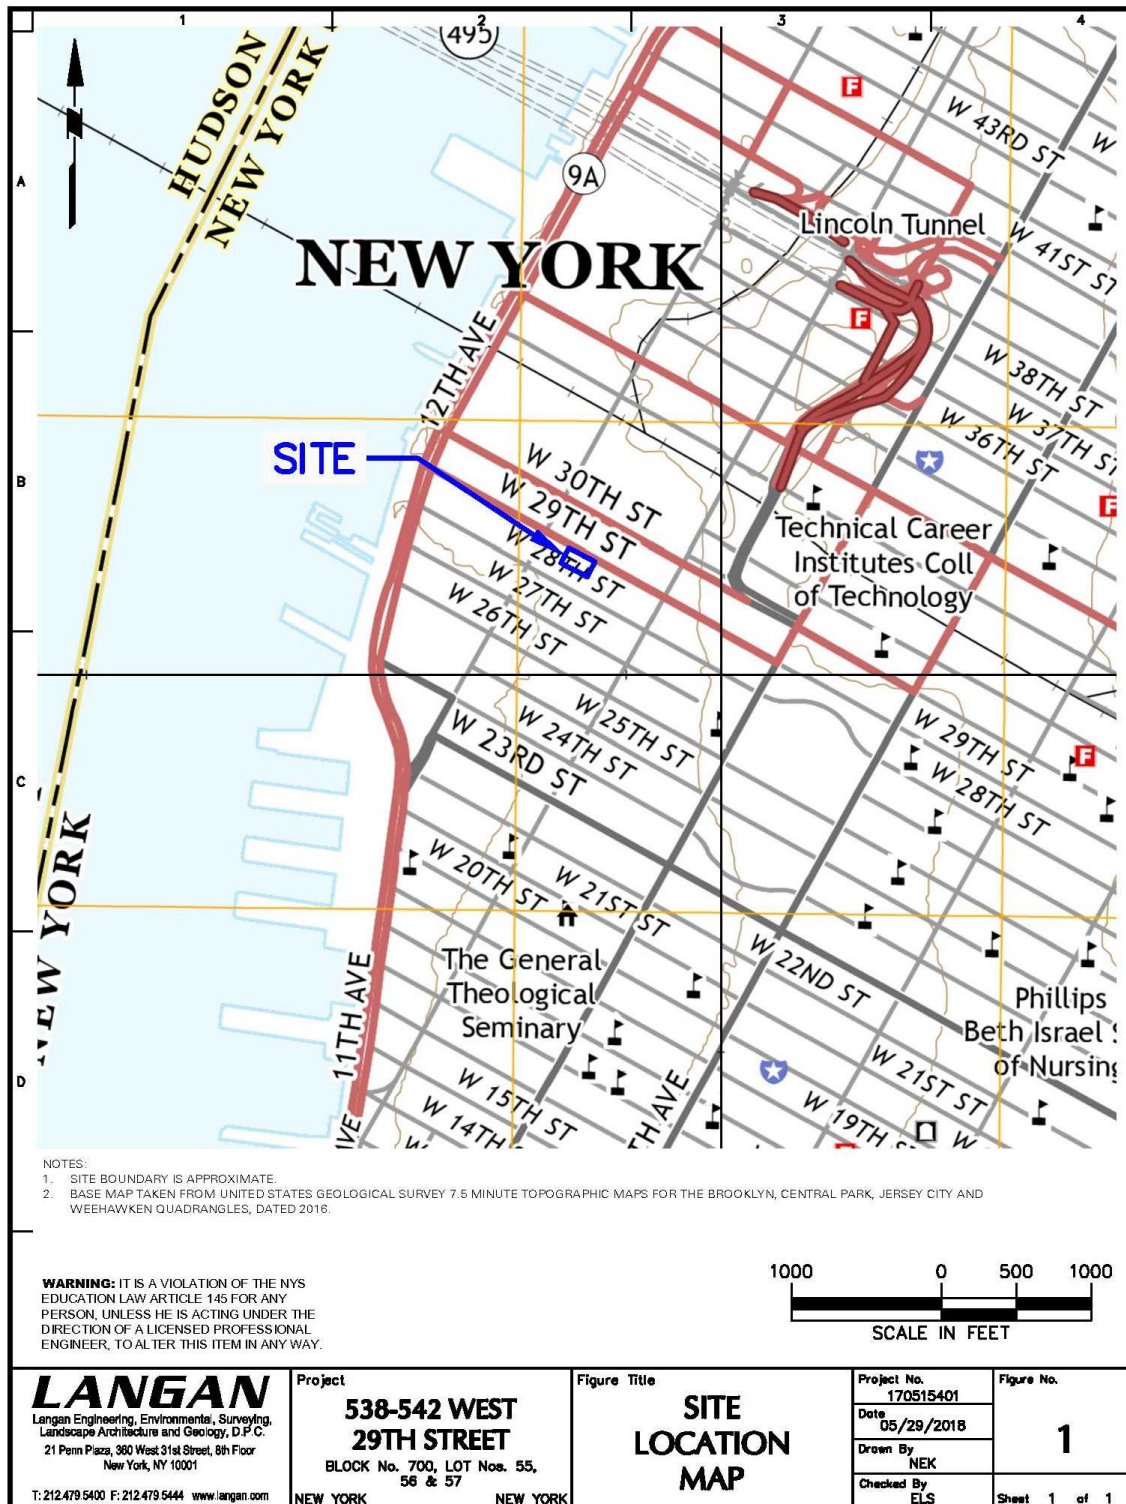 1 2 3 4
A
B
C
D
495
HUDSON
NEW YORK
9A
W 43RD ST
W
Lincoln Tunnel
W 41ST ST
NEW YORK
12TH AVE
W 38TH ST
W 37TH ST
W 36TH ST
F
F
F
SITE
W 30TH ST
W 29TH ST
W 28TH ST
W 27TH ST
W 26TH ST
Technical Career
Institutes Coll
of Technology
W 25TH ST
W 24TH ST
W 23RD ST
W 29TH ST
W 28TH ST
F
W 20TH ST
W 21ST ST
NEW YORK
The General
Theological
Seminary
W 22ND ST
Phillips
Beth Israel S
of Nursing
11TH AVE
W 21ST ST
W 15TH ST
W 14TH
TH AVE
W 19TH S
W
AVE
W
NOTES:
1. SITE BOUNDARY IS APPROXIMATE.
2. BASE MAP TAKEN FROM UNITED STATES GEOLOGICAL SURVEY 7.5 MINUTE TOPOGRAPHIC MAPS FOR THE BROOKLYN, CENTRAL PARK, JERSEY CITY AND
WEEHAWKEN QUADRANGLES, DATED 2016.
WARNING: IT IS A VIOLATION OF THE NYS
EDUCATION LAW ARTICLE 145 FOR ANY
PERSON, UNLESS HE IS ACTING UNDER THE
DIRECTION OF A LICENSED PROFESSIONAL
ENGINEER, TO ALTER THIS ITEM IN ANY WAY.
1000 0 500 1000
SCALE IN FEET
LANGAN
Langan Engineering, Environmental, Surveying,
Landscape Architecture and Geology, D.P.C.
21 Penn Plaza, 360 West 31st Street, 8th Floor
New York, NY 10001
T: 212.479.5400 F: 212.479.5444 www.langan.com
Project
538-542 WEST
29TH STREET
BLOCK No. 700, LOT Nos. 55,
56 & 57
NEW YORK NEW YORK
Figure Title
SITE
LOCATION
MAP
Project No.
170515401
Date
05/29/2018
Drawn By
NEK
Checked By
ELS
Figure No.
1
Sheet 1 of 1